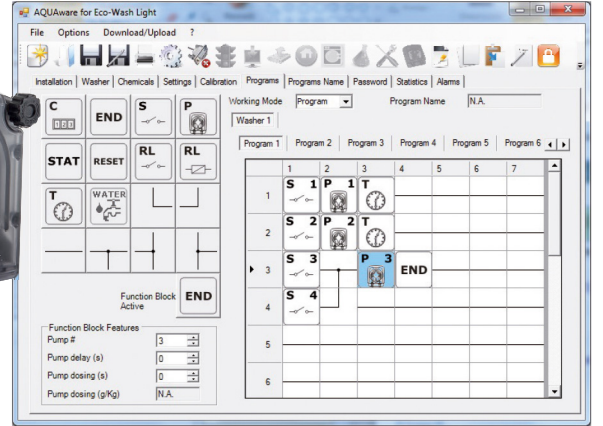 AQUAware for Eco-Wash Light
File Options Download/Upload ?
Installation Washer Chemicals Settings Calibration Programs Programs Name Password Statistics Alarms
Working Mode Program Program Name N.A.
Washer 1
Program 1 Program 2 Program 3 Program 4 Program 5 Program 6
C END S P
STAT RESET RL RL
T WATER
1 2 3 4 5 6 7
1 S 1 P 1 T
2 S 2 P 2 T
3 S 3 P 3 END
4 S 4
5
6
Function Block Active END
Function Block Features
Pump # 3
Pump delay (s) 0
Pump dosing (s) 0
Pump dosing (g/Kg) N.A.